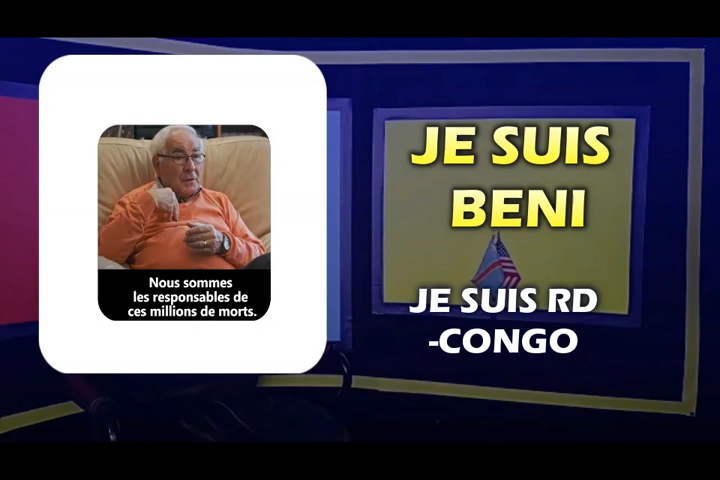 Nous sommes
les responsables de
ces millions de morts.
JE SUIS
BENI
JE SUIS RD
-CONGO